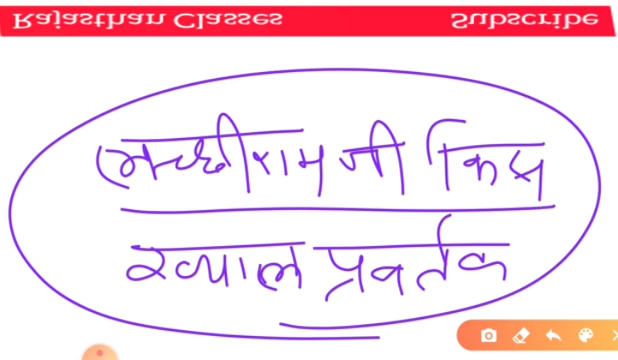 Rajasthan Classes Subscribe
लच्छीराम जी किस
ख्याल प्रवर्तक